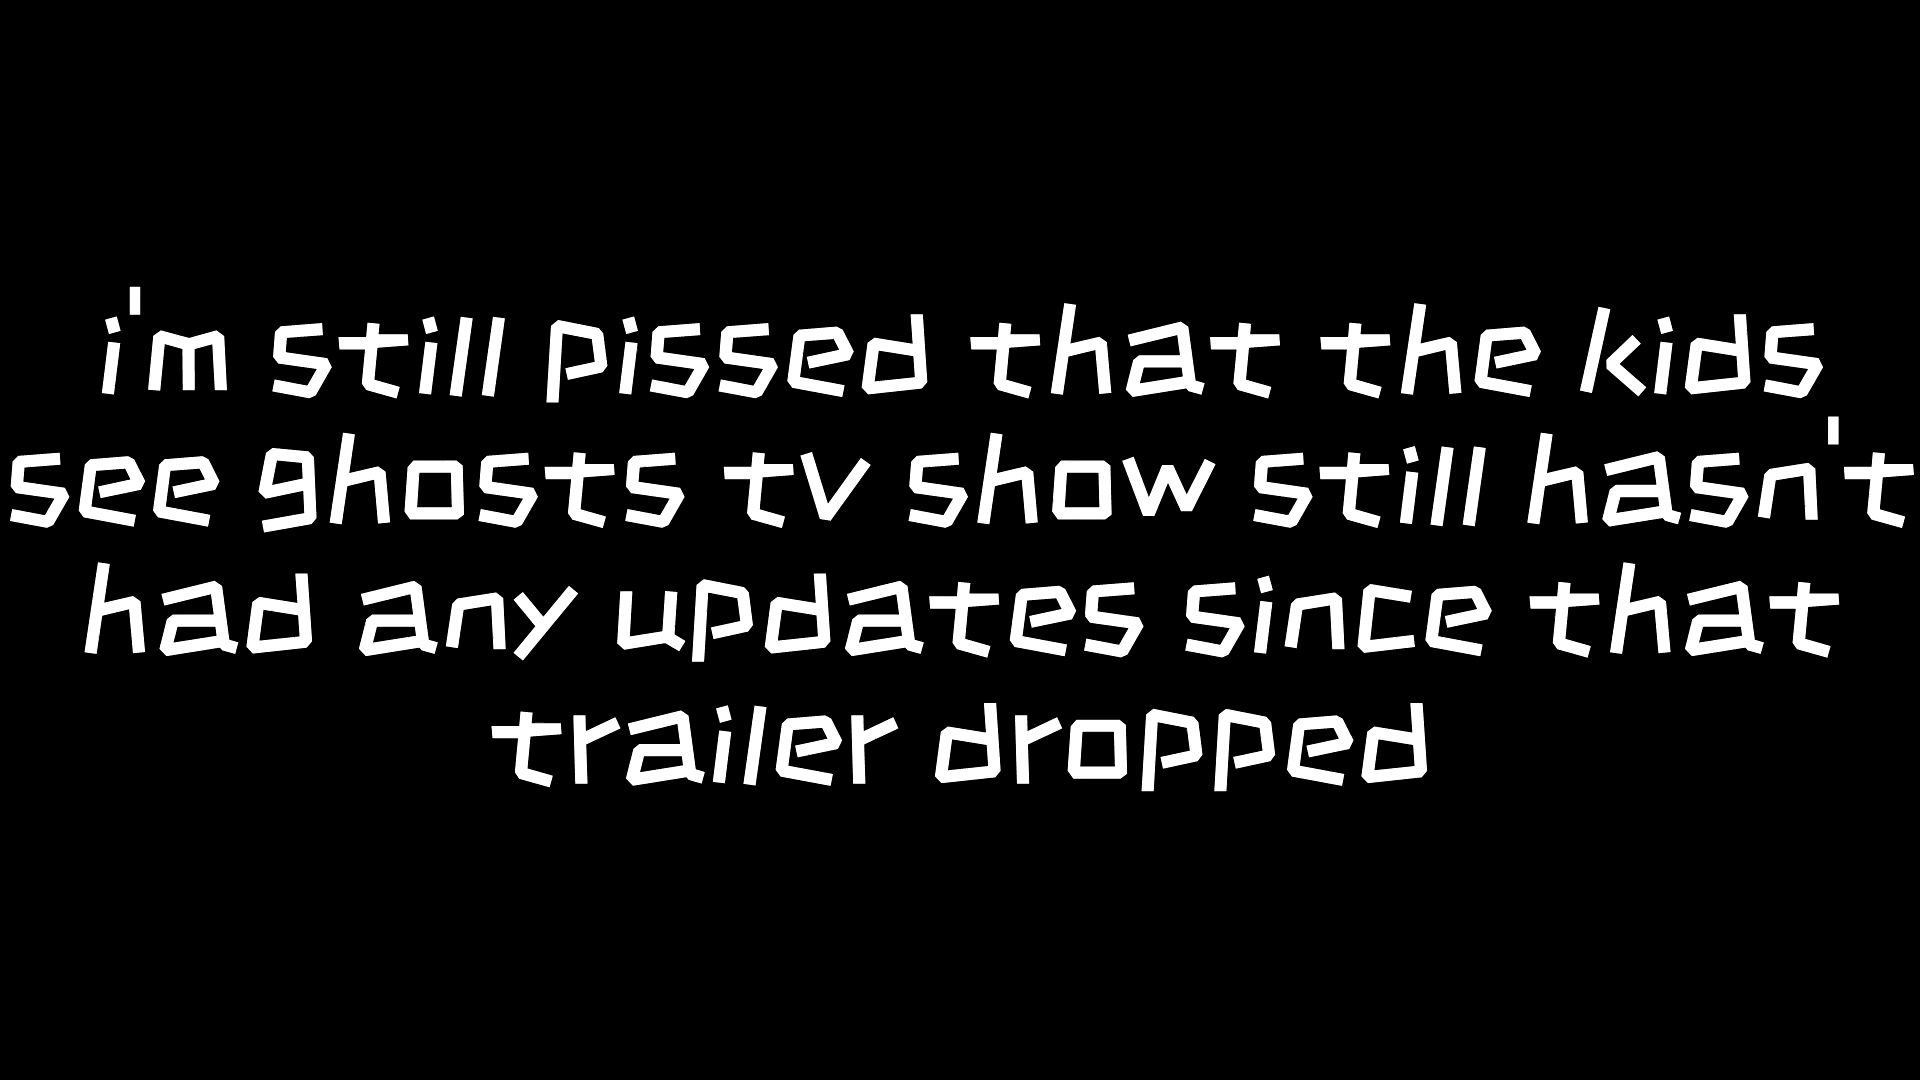 i'm still pissed that the kids
see ghosts tv show still hasn't
had any updates since that
trailer dropped